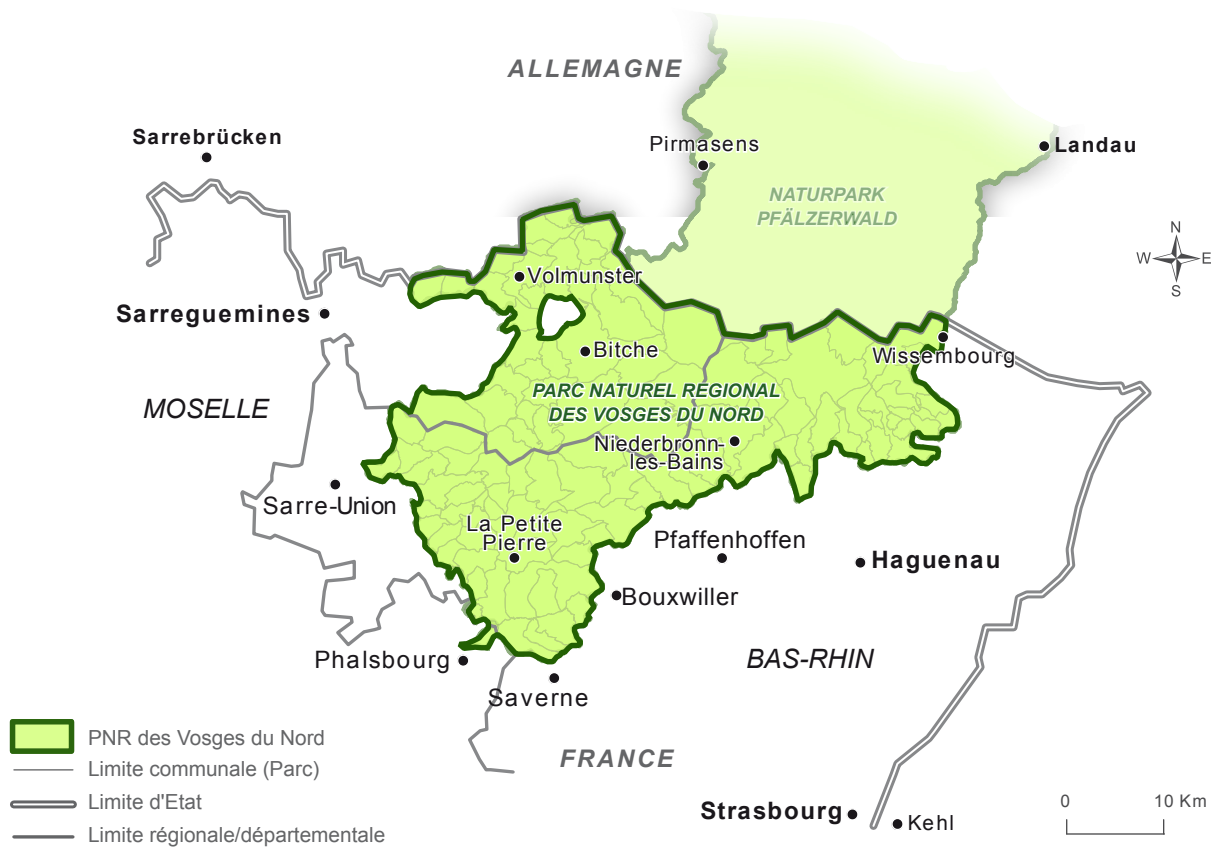 ALLEMAGNE
Sarrebrücken
Pirmasens
Landau
NATURPARK
PFÄLZERWALD
N
W
E
S
Volmunster
Sarreguemines
Bitche
Wissembourg
PARC NATUREL REGIONAL
DES VOSGES DU NORD
MOSELLE
Niederbronn-
les-Bains
Sarre-Union
La Petite
Pierre
Pfaffenhoffen
Haguenau
Bouxwiller
Phalsbourg
BAS-RHIN
Saverne
FRANCE
Strasbourg
Kehl
PNR des Vosges du Nord
Limite communale (Parc)
Limite d'Etat
Limite régionale/départementale
0 10 Km